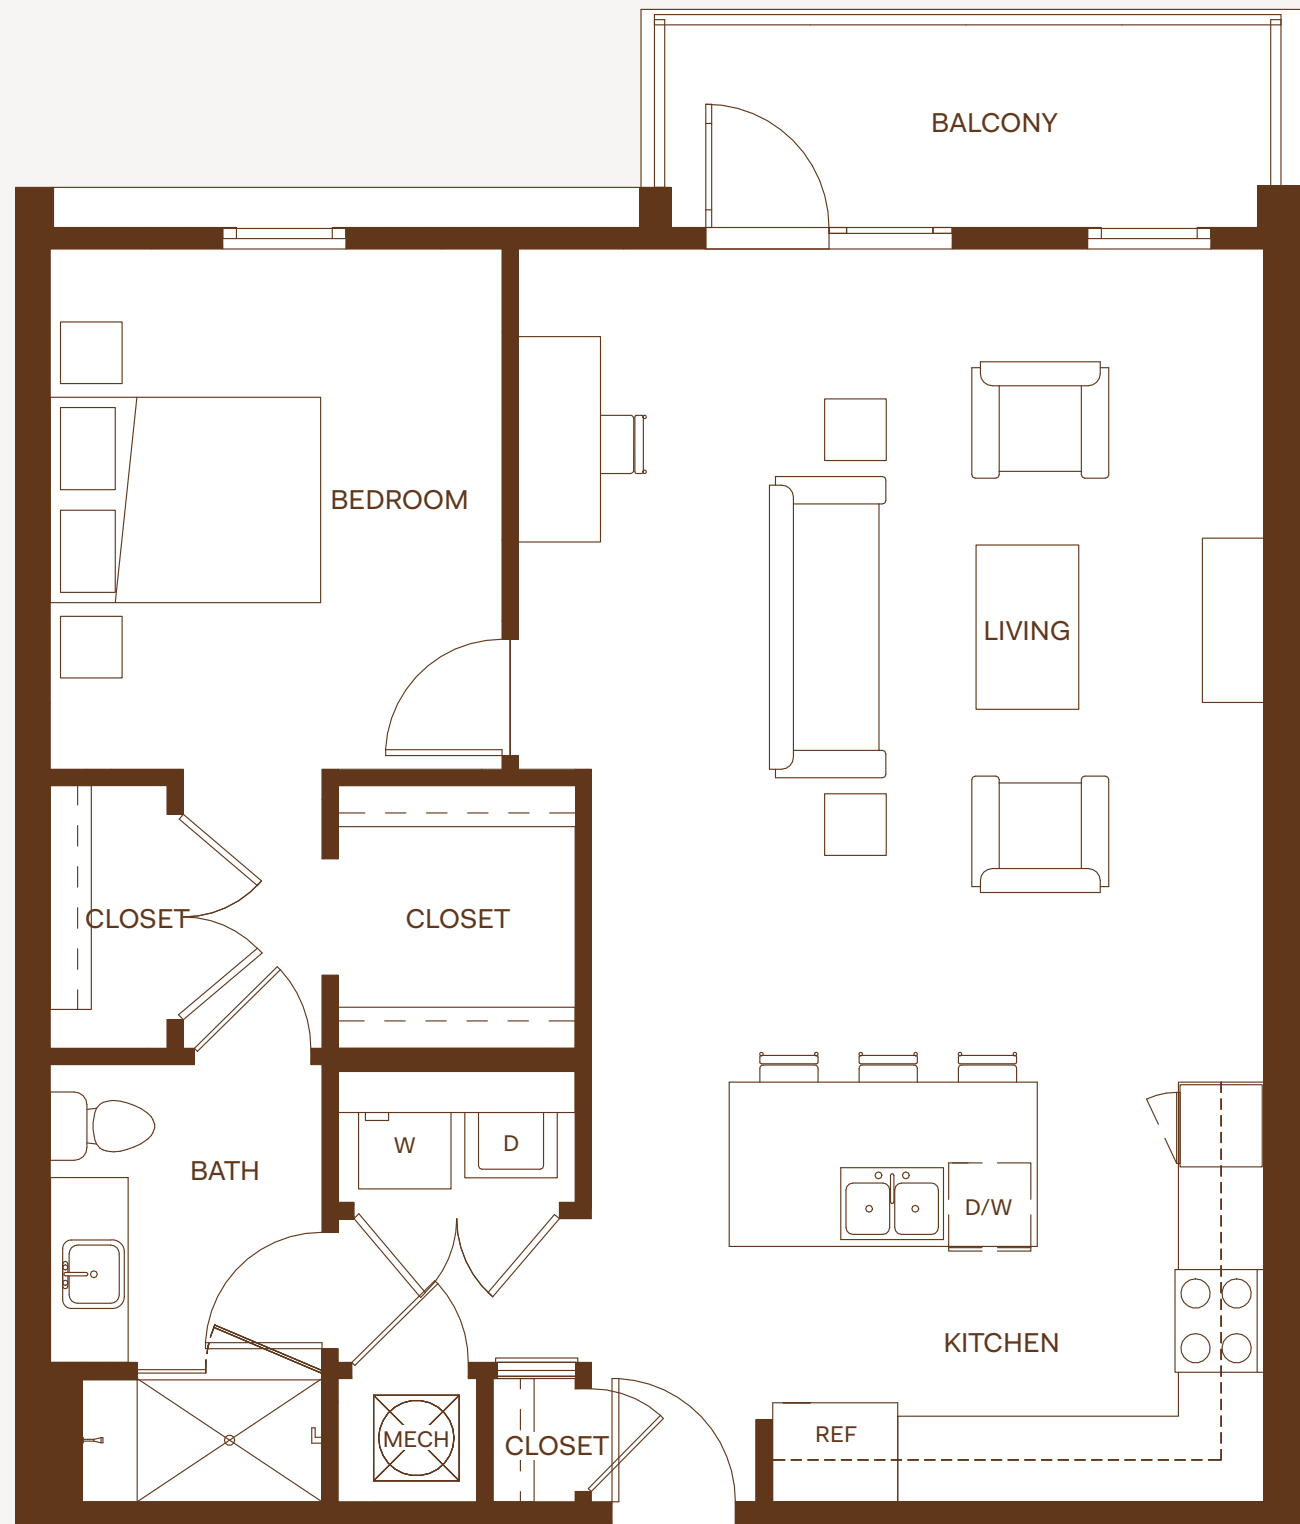 BALCONY
BEDROOM
LIVING
CLOSET
CLOSET
W
D
BATH
D/W
KITCHEN
REF
MECH
CLOSET